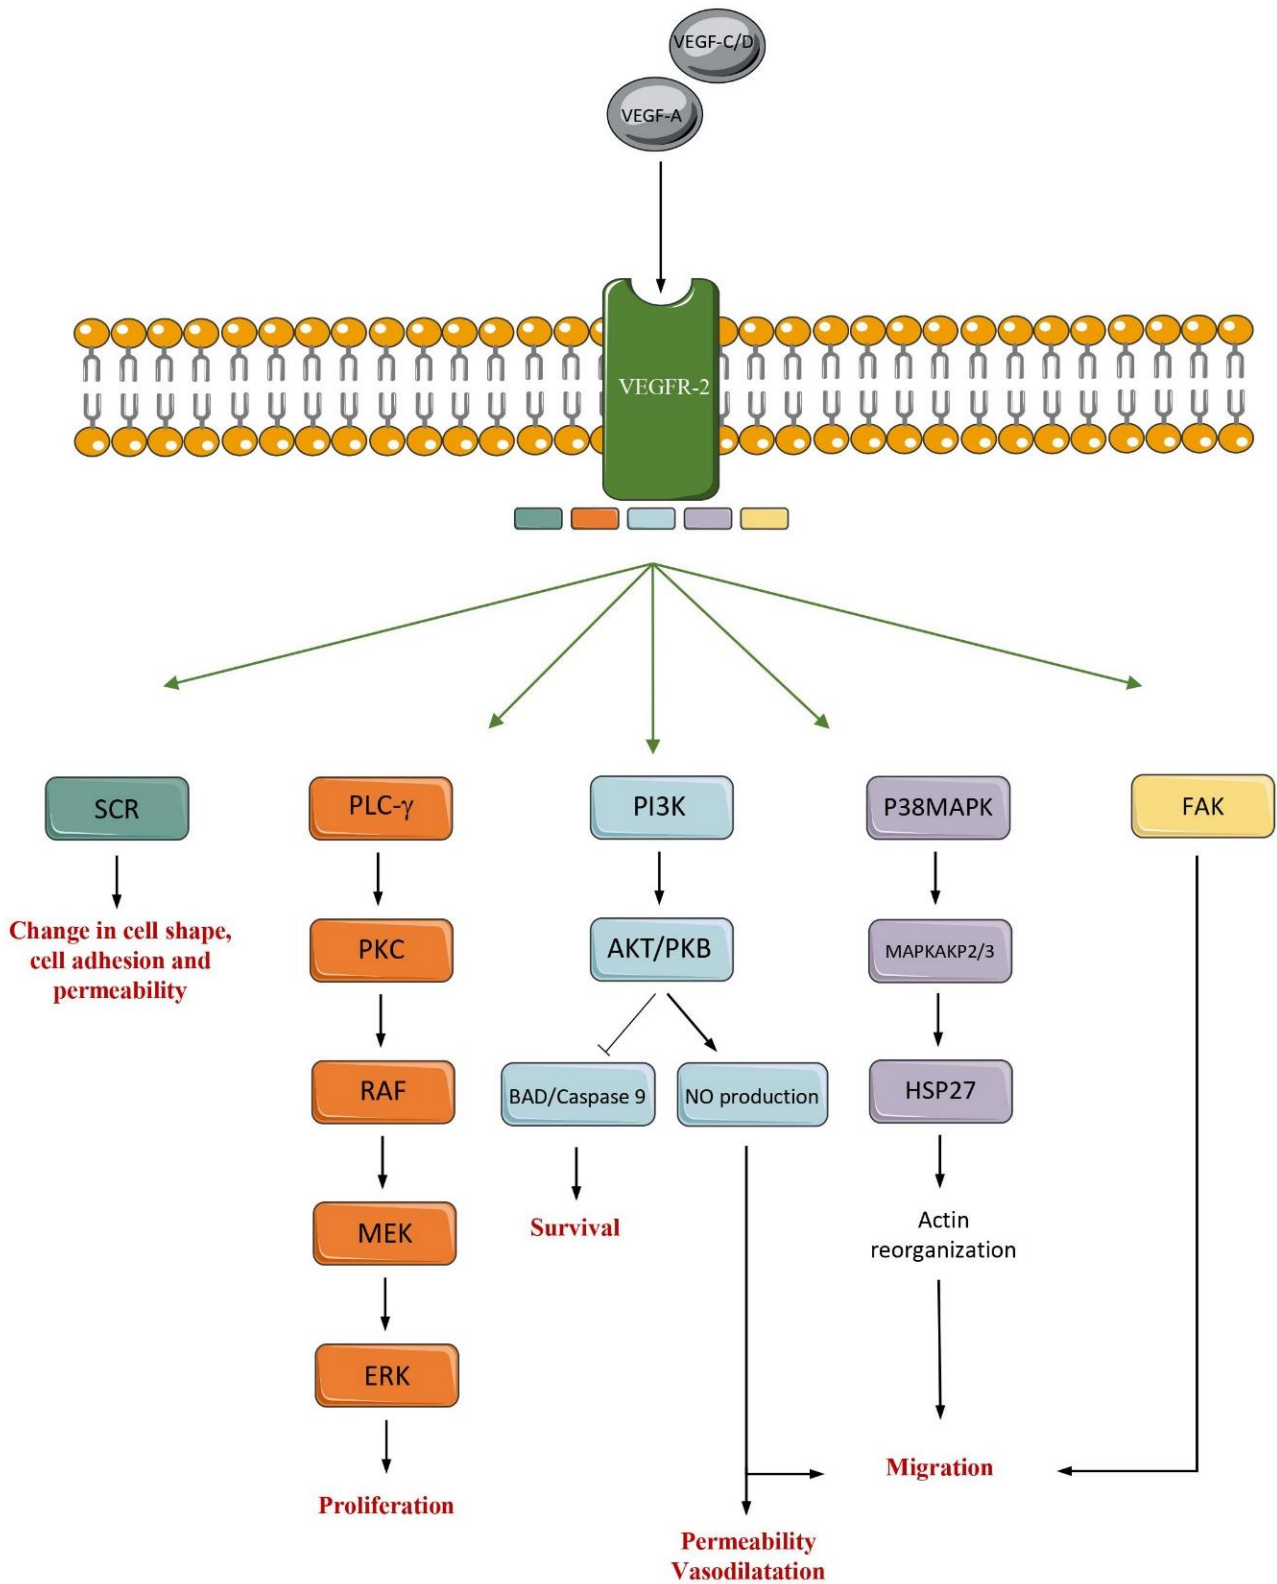 VEGF-C/D
VEGF-A
VEGFR-2
SCR
PLC-γ
PI3K
P38MAPK
FAK
Change in cell shape,
cell adhesion and
permeability
PKC
AKT/PKB
MAPKAKP2/3
RAF
BAD/Caspase 9
NO production
HSP27
MEK
Survival
Actin
reorganization
ERK
Proliferation
Migration
Permeability
Vasodilatation